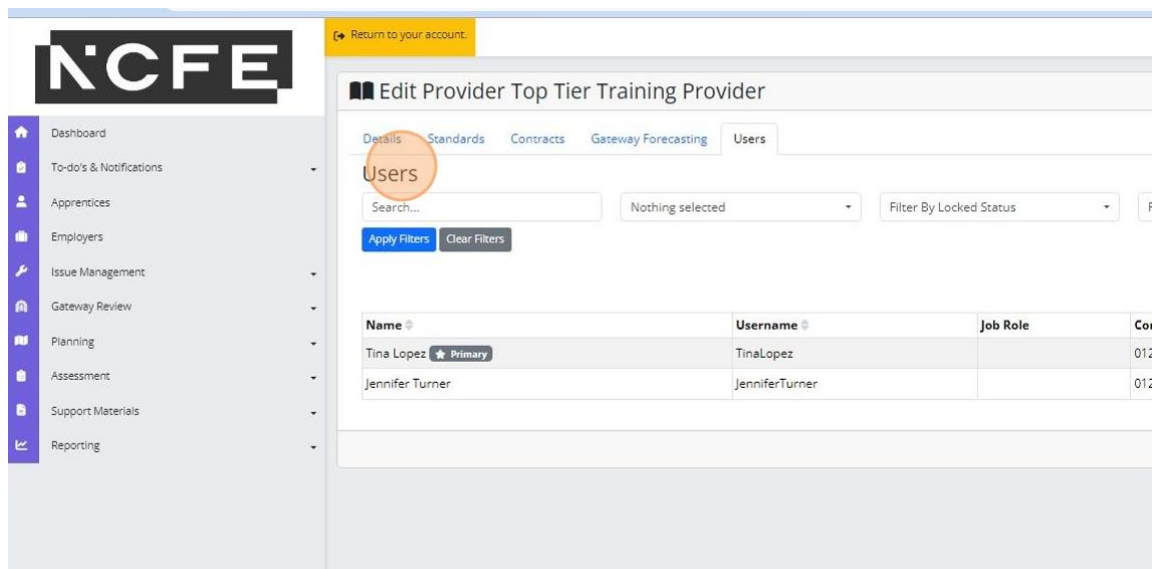 NCFE
Return to your account.
Edit Provider Top Tier Training Provider
Dashboard
To-do's & Notifications
Apprentices
Employers
Issue Management
Gateway Review
Planning
Assessment
Support Materials
Reporting
Details Standards Contracts Gateway Forecasting Users
Users
Search... Nothing selected Filter By Locked Status
Apply Filters Clear Filters
Name Username Job Role
Tina Lopez Primary TinaLopez 012
Jennifer Turner JenniferTurner 012